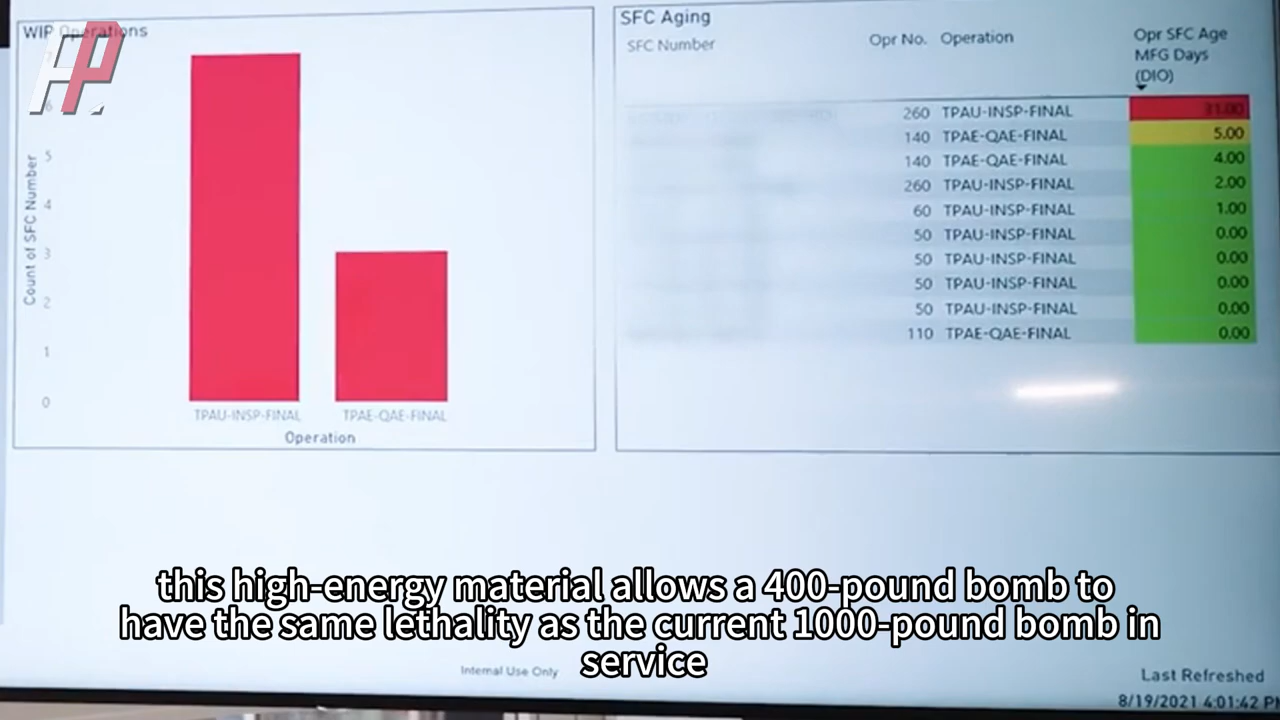 WIP Operations
HP
6
5
4
3
2
1
0
Count of SFC Number
TPAU-INSP-FINAL TPAE-QAE-FINAL
Operation
SFC Aging
SFC Number Opr No. Operation Opr SFC Age
MFG Days
(DIO)
260 TPAU-INSP-FINAL 31.00
140 TPAE-QAE-FINAL 5.00
140 TPAE-QAE-FINAL 4.00
260 TPAU-INSP-FINAL 2.00
60 TPAU-INSP-FINAL 1.00
50 TPAU-INSP-FINAL 0.00
50 TPAU-INSP-FINAL 0.00
50 TPAU-INSP-FINAL 0.00
50 TPAU-INSP-FINAL 0.00
110 TPAE-QAE-FINAL 0.00
this high-energy material allows a 400-pound bomb to
have the same lethality as the current 1000-pound bomb in
service
Internal Use Only
Last Refreshed
8/19/2021 4:01:42 P